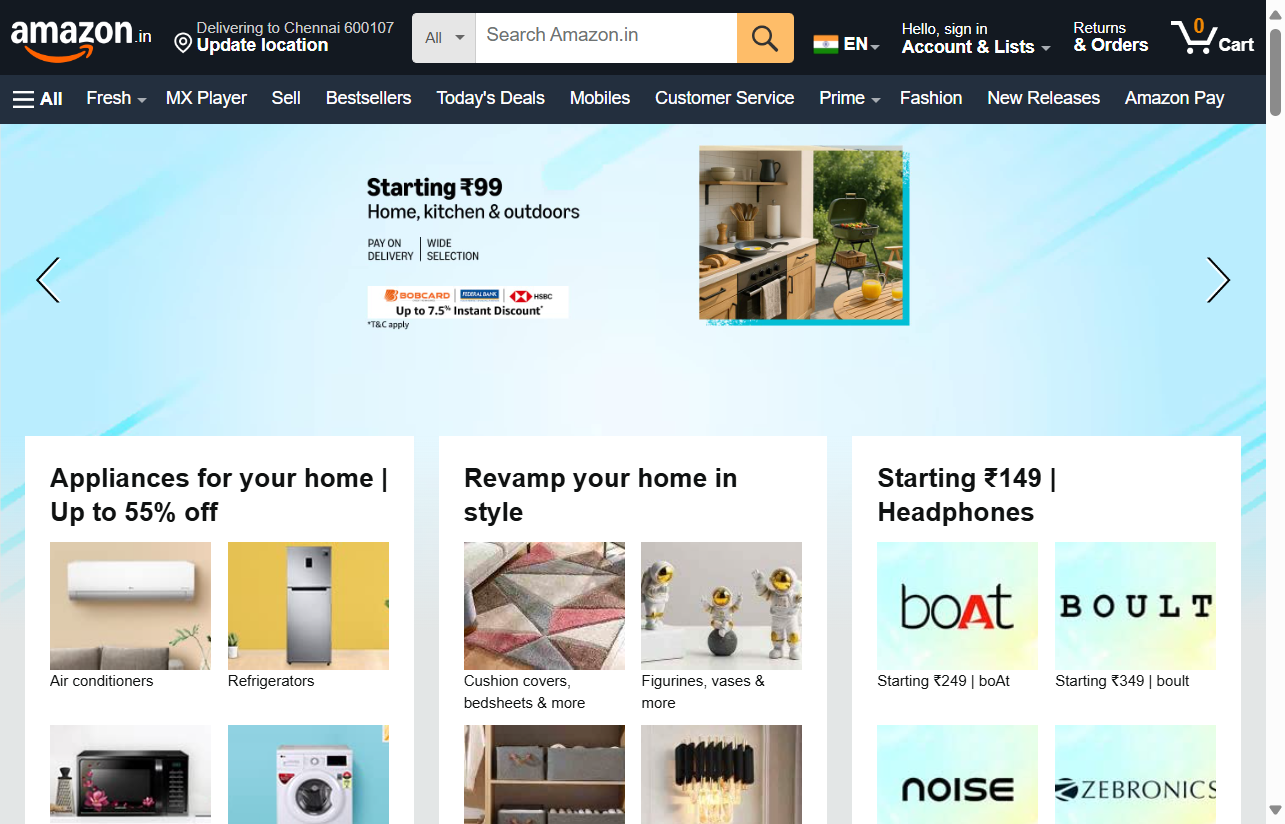 amazon.in
Delivering to Chennai 600107
Update location
All
Search Amazon.in
EN
Hello, sign in
Account & Lists
Returns
& Orders
0
Cart
All
Fresh
MX Player
Sell
Bestsellers
Today's Deals
Mobiles
Customer Service
Prime
Fashion
New Releases
Amazon Pay
Starting ₹99
Home, kitchen & outdoors
PAY ON
DELIVERY
WIDE
SELECTION
BOBCARD
FEDERAL BANK
HSBC
Up to 7.5% Instant Discount*
*T&C apply
Appliances for your home |
Up to 55% off
Air conditioners
Refrigerators
Revamp your home in
style
Cushion covers,
bedsheets & more
Figurines, vases &
more
Starting ₹149 |
Headphones
boAt
BOULT
Starting ₹249 | boAt
Starting ₹349 | boult
NOISE
ZEBRONICS